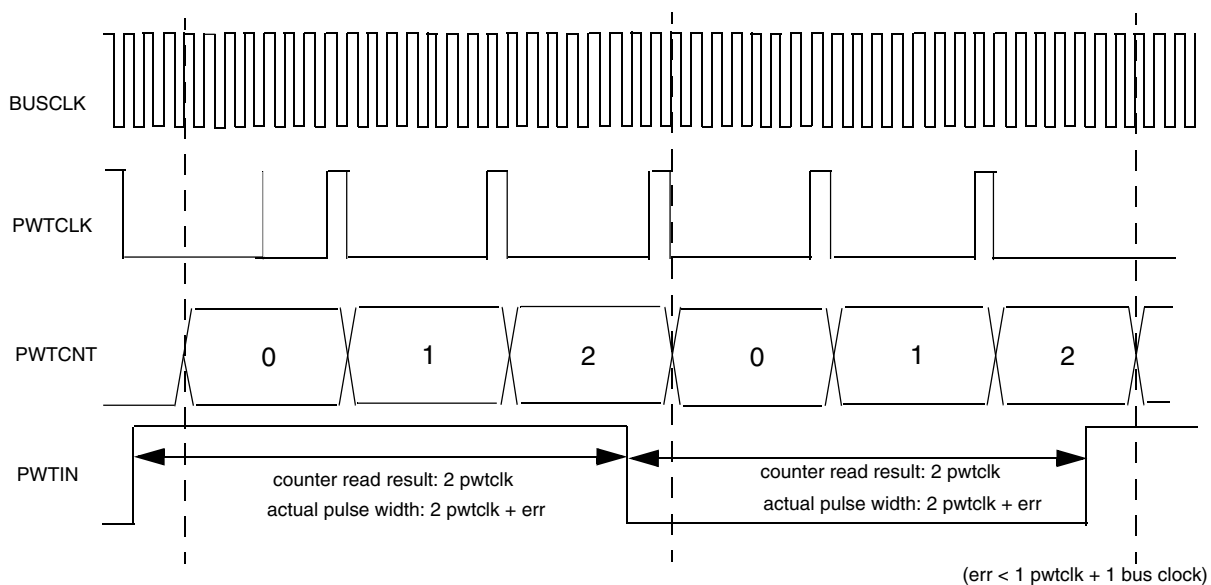 BUSCLK
PWTCLK
PWTCNT
0
1
2
0
1
2
PWTIN
counter read result: 2 pwtclk
actual pulse width: 2 pwtclk + err
counter read result: 2 pwtclk
actual pulse width: 2 pwtclk + err
(err < 1 pwtclk + 1 bus clock)